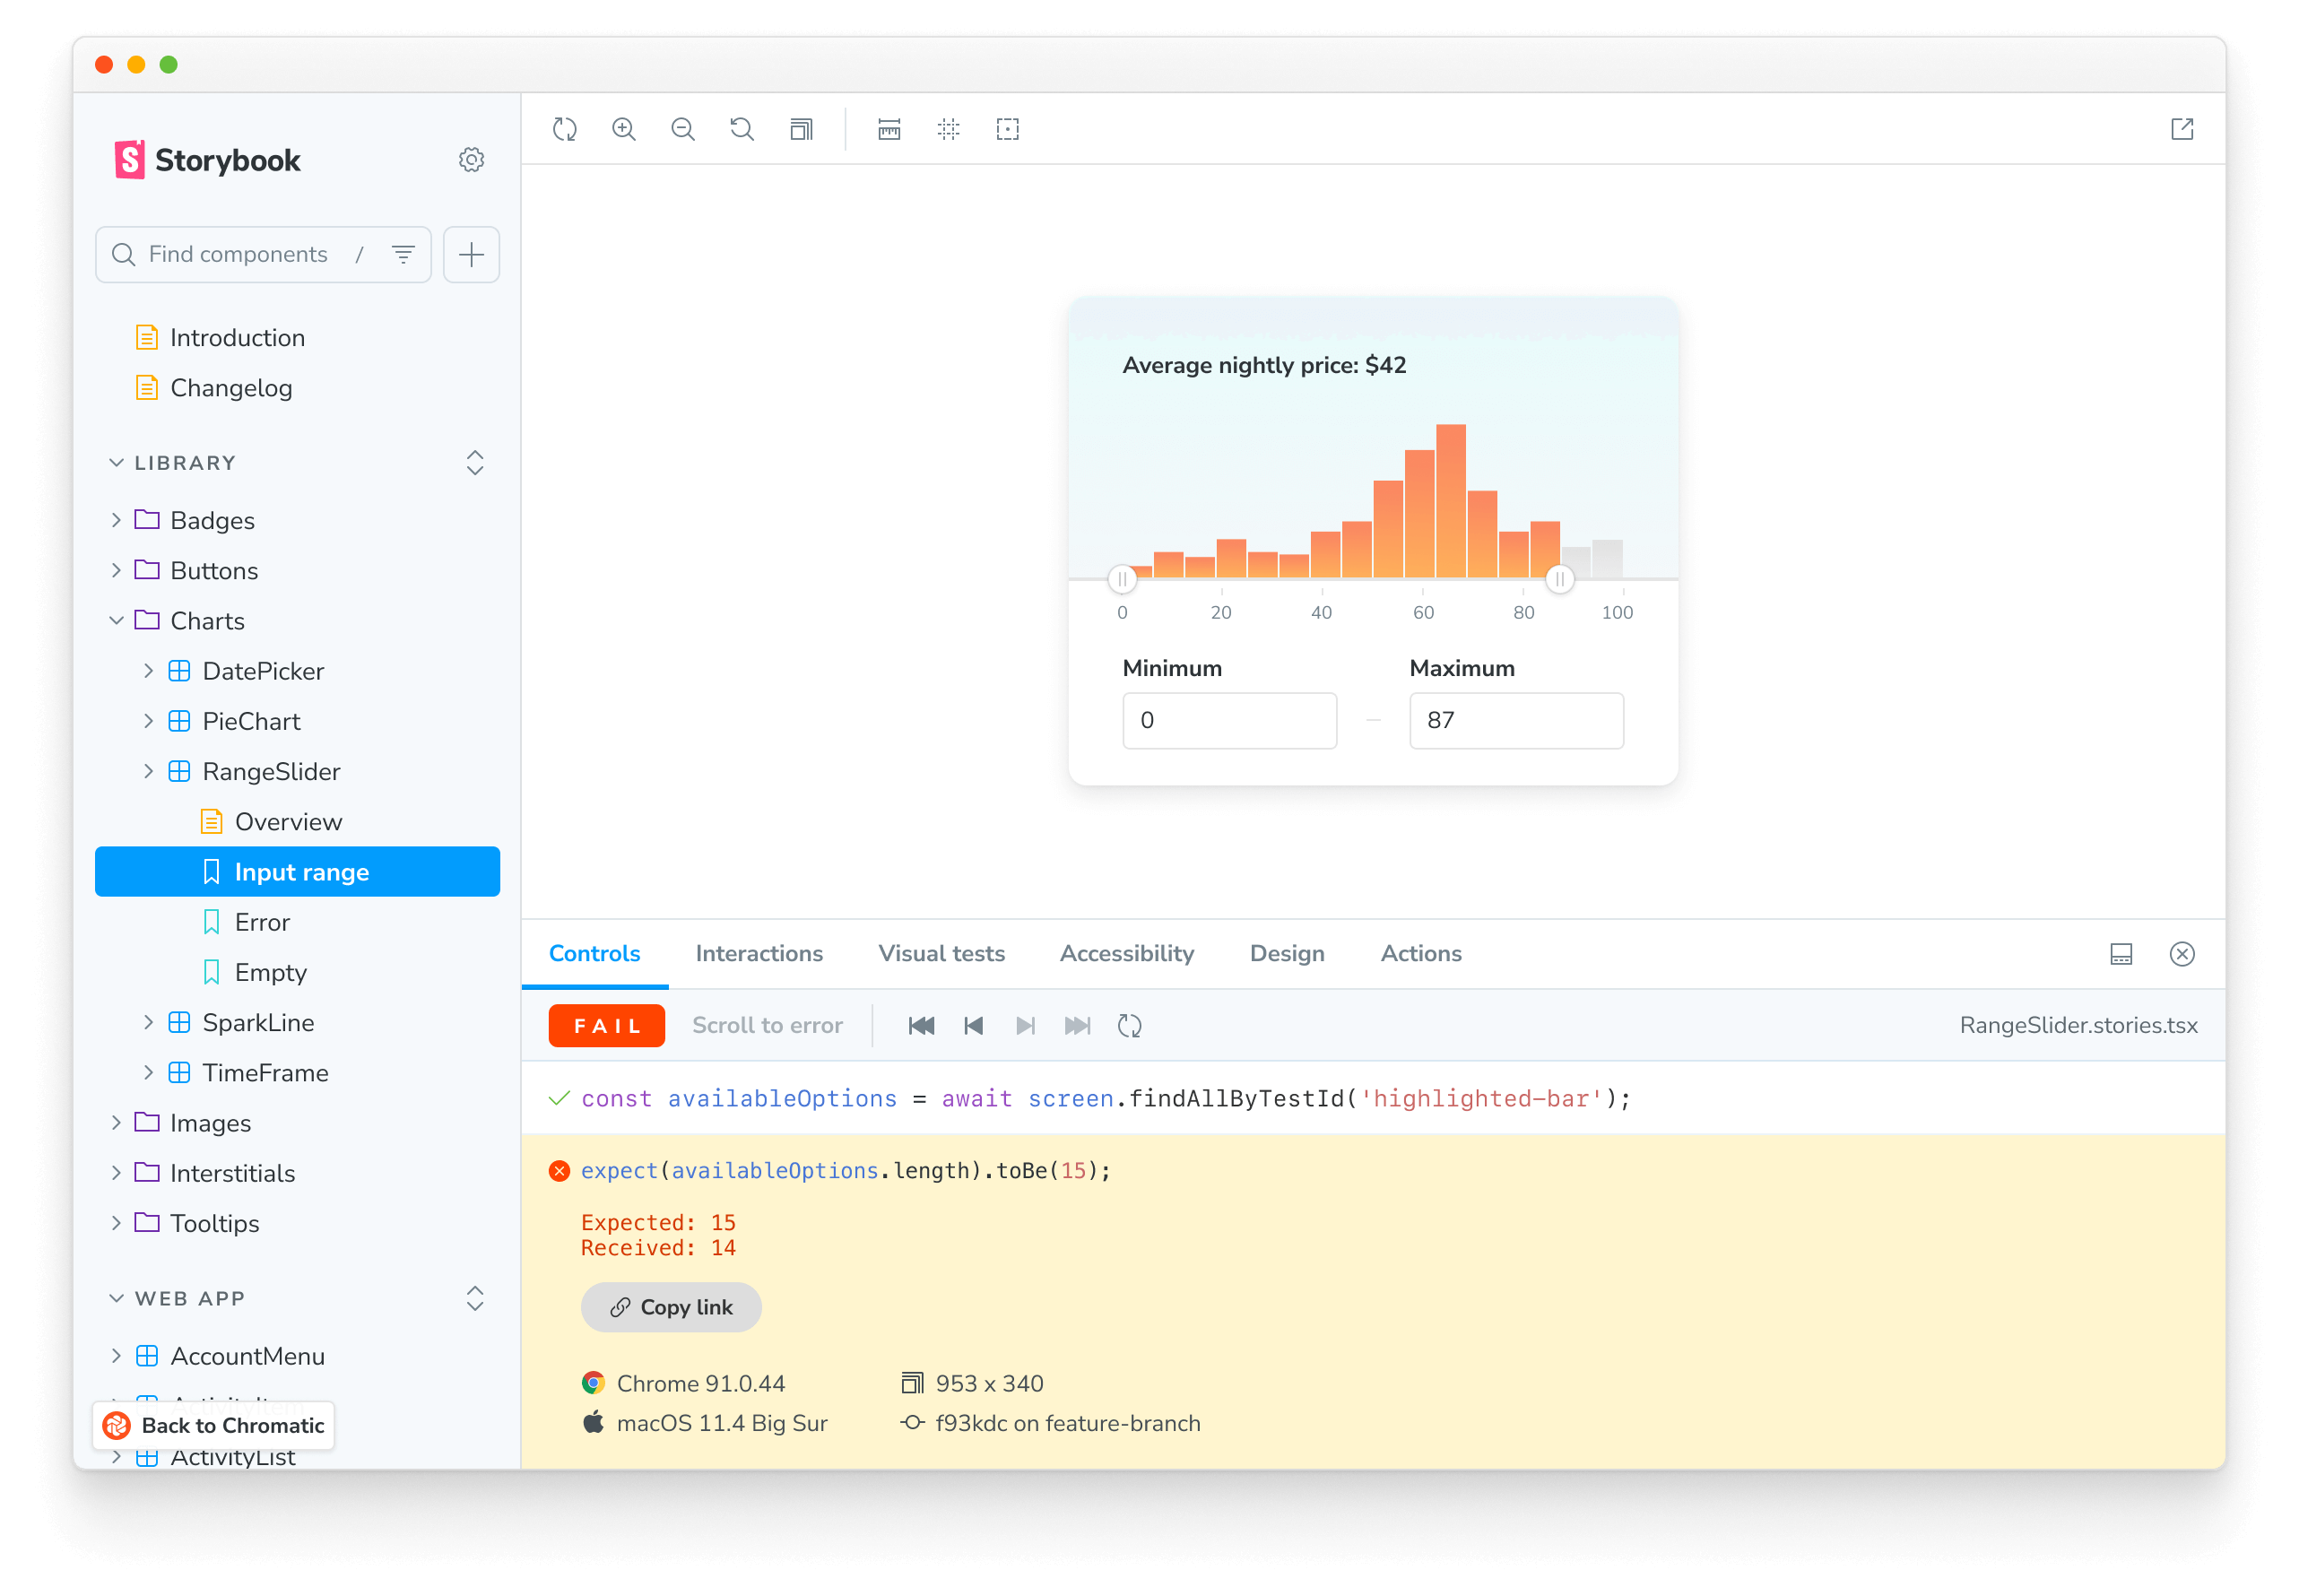 Storybook
Find components /
Introduction
Changelog
LIBRARY
Badges
Buttons
Charts
DatePicker
PieChart
RangeSlider
Overview
Input range
Error
Empty
SparkLine
TimeFrame
Images
Interstitials
Tooltips
WEB APP
AccountMenu
ActivityItem
Back to Chromatic
ActivityList
Average nightly price: $42
0 20 40 60 80 100
Minimum Maximum
0 – 87
Controls Interactions Visual tests Accessibility Design Actions
FAIL Scroll to error RangeSlider.stories.tsx
const availableOptions = await screen.findAllByTestId('highlighted-bar');
expect(availableOptions.length).toBe(15);
Expected: 15
Received: 14
Copy link
Chrome 91.0.44 953 x 340
macOS 11.4 Big Sur f93kdc on feature-branch